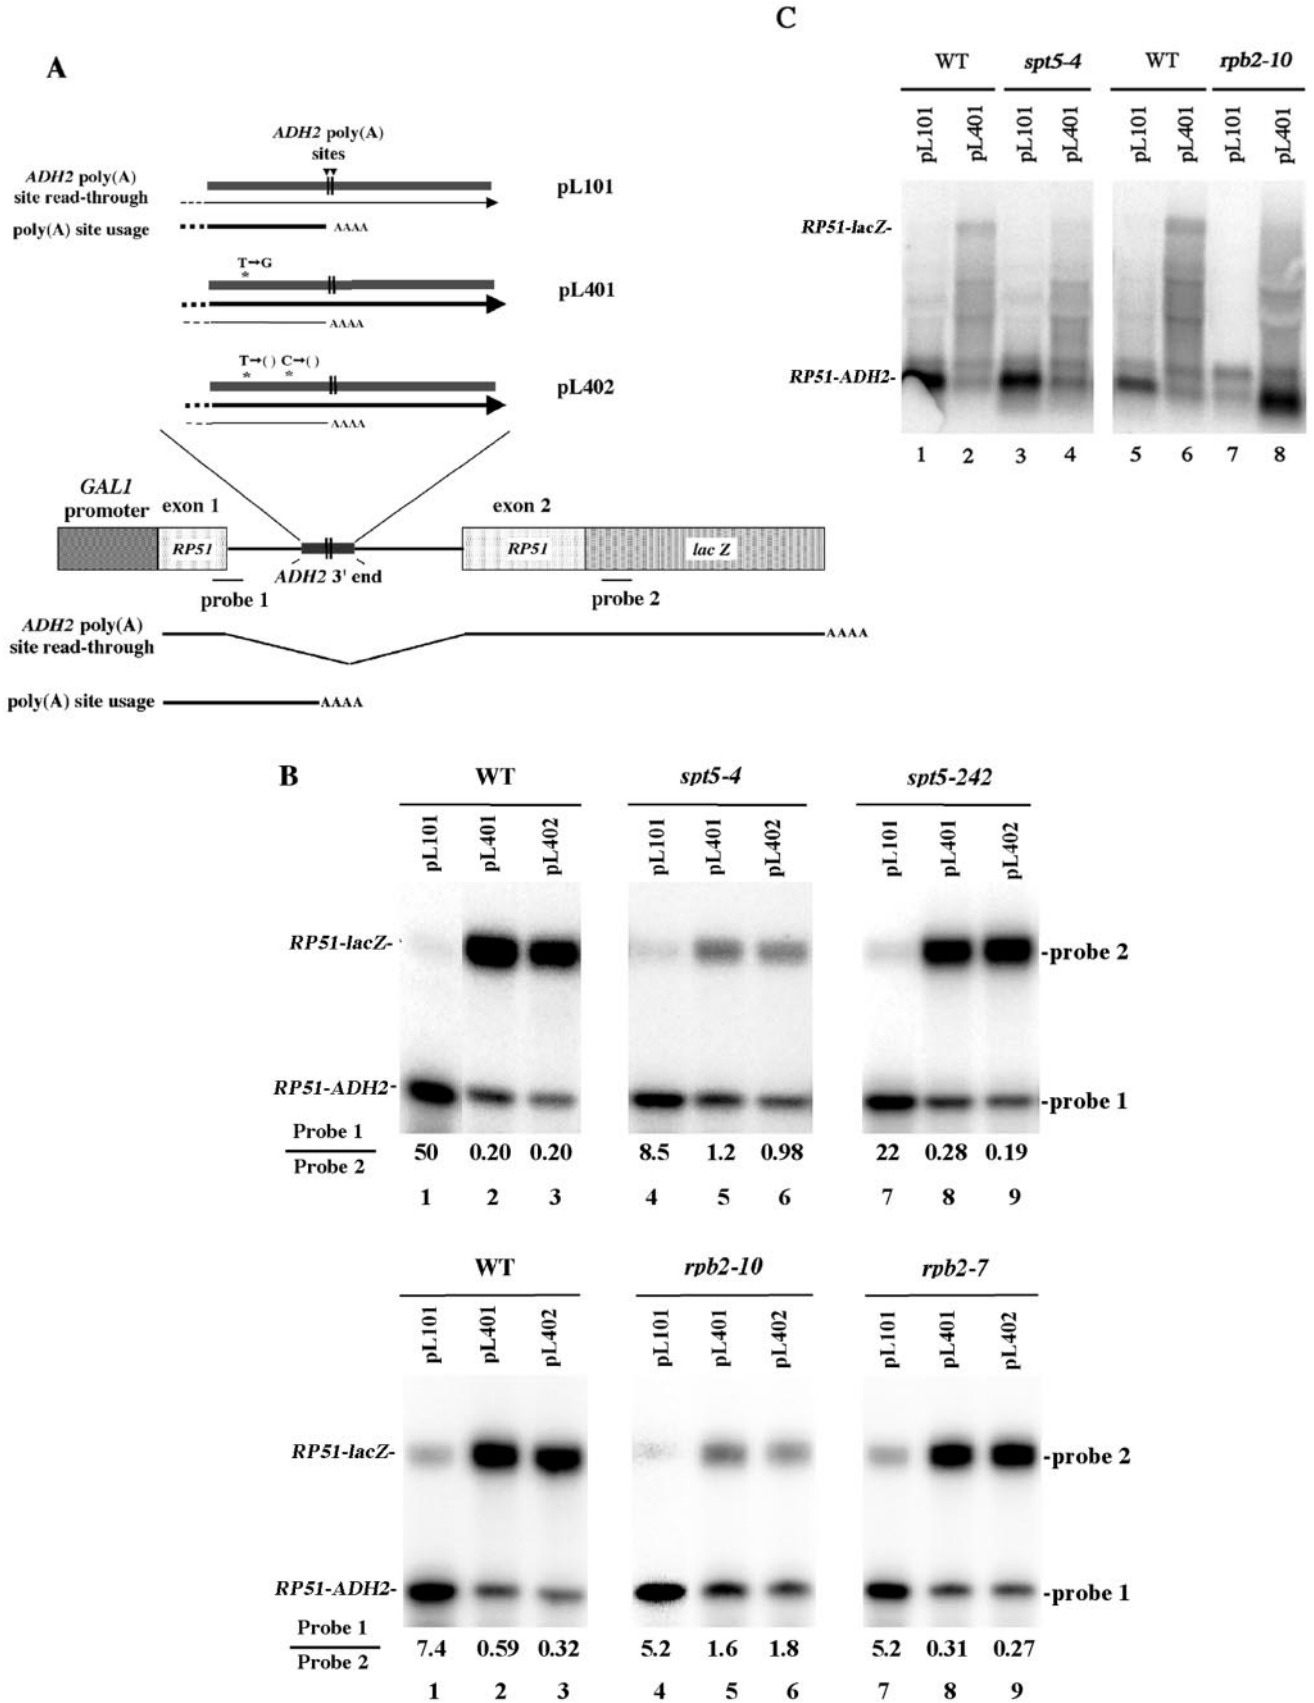 A
ADH2 poly(A)
sites
ADH2 poly(A)
site read-through
pL101
poly(A) site usage
AAAA
T→G
*
pL401
AAAA
T→( ) C→( )
* *
pL402
AAAA
GAL1
promoter
exon 1
exon 2
RP51
RP51
lac Z
ADH2 3' end
probe 1
probe 2
ADH2 poly(A)
site read-through
AAAA
poly(A) site usage
AAAA
B
WT
spt5-4
spt5-242
pL101 pL401 pL402 pL101 pL401 pL402 pL101 pL401 pL402
RP51-lacZ-
-probe 2
RP51-ADH2-
-probe 1
Probe 1
Probe 2
50 0.20 0.20 8.5 1.2 0.98 22 0.28 0.19
1 2 3 4 5 6 7 8 9
WT
rpb2-10
rpb2-7
pL101 pL401 pL402 pL101 pL401 pL402 pL101 pL401 pL402
RP51-lacZ-
-probe 2
RP51-ADH2-
-probe 1
Probe 1
Probe 2
7.4 0.59 0.32 5.2 1.6 1.8 5.2 0.31 0.27
1 2 3 4 5 6 7 8 9
C
WT spt5-4 WT rpb2-10
pL101 pL401 pL101 pL401 pL101 pL401 pL101 pL401
RP51-lacZ-
RP51-ADH2-
1 2 3 4 5 6 7 8